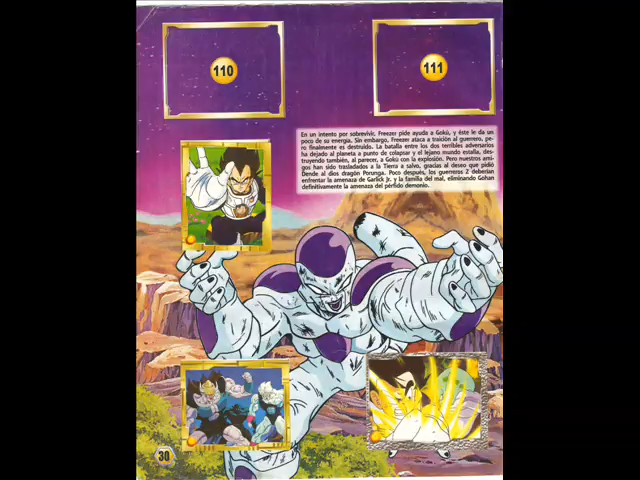 110
111
En un intento por sobrevivir, Freezer pide ayuda a Gokú, y éste le da un
poco de su energía. Sin embargo, Freezer ataca a traición al guerrero, pe-
ro finalmente es destruido. La batalla entre los dos terribles adversarios
ha dejado al planeta a punto de colapsar y el lejano mundo estalla, des-
truyendo también, al parecer, a Gokú con la explosión. Pero nuestros ami-
gos han sido trasladados a la Tierra a salvo, gracias al deseo que pidió
Dende al dios dragón Porunga. Poco después, los guerreros Z deberían
enfrentar la amenaza de Garlick Jr. y la familia del mal, eliminando Gohan
definitivamente la amenaza del pérfido demonio.
30